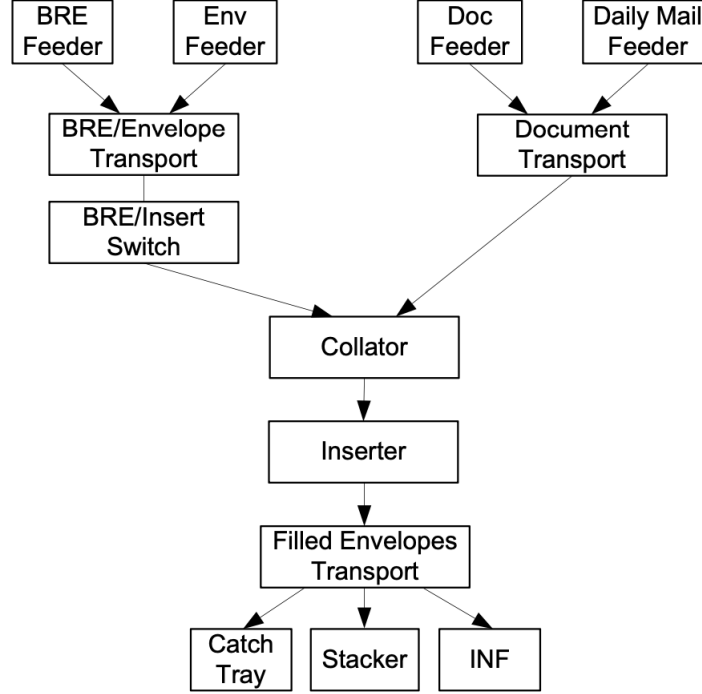 BRE
Feeder
Env
Feeder
Doc
Feeder
Daily Mail
Feeder
BRE/Envelope
Transport
Document
Transport
BRE/Insert
Switch
Collator
Inserter
Filled Envelopes
Transport
Catch
Tray
Stacker
INF